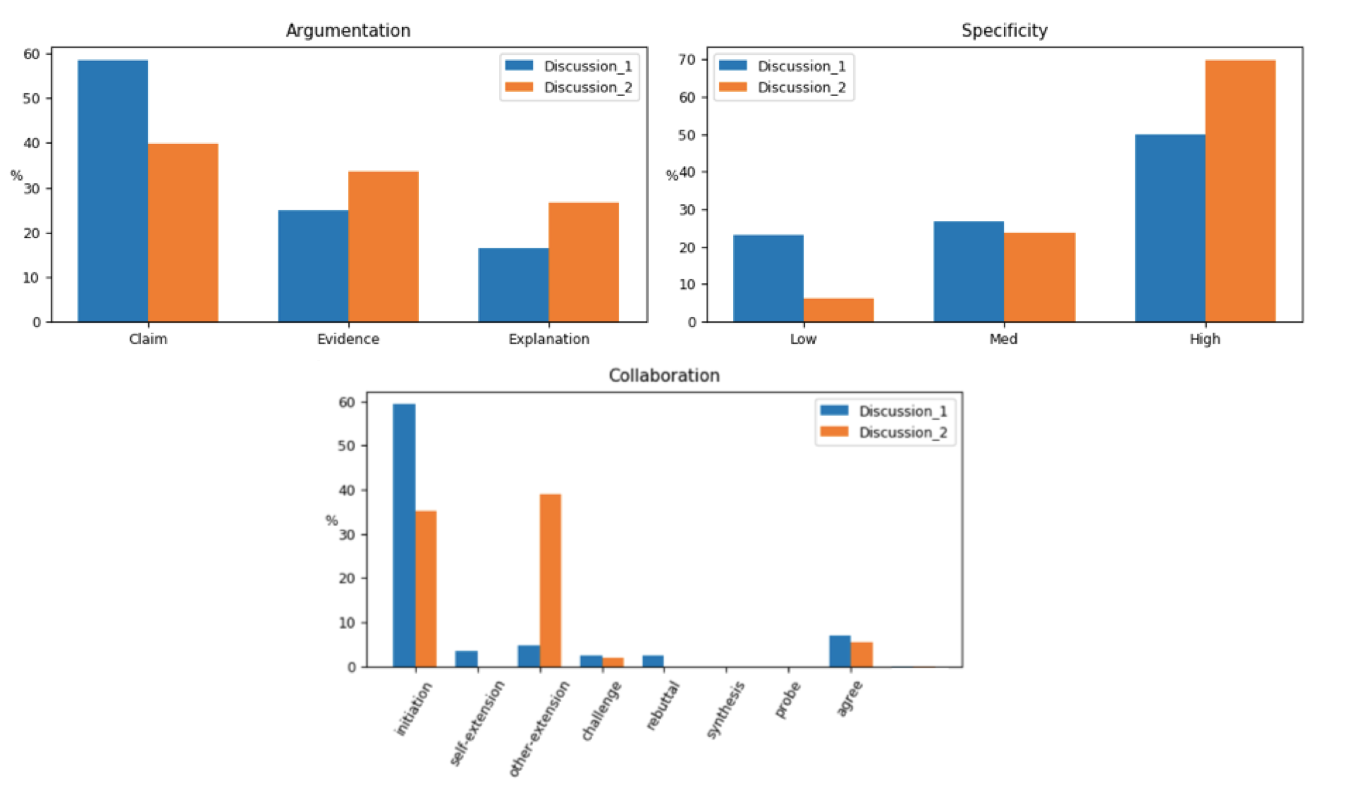 Argumentation
60
50
40
30
20
10
0
%
Discussion_1
Discussion_2
Claim Evidence Explanation
Specificity
70
60
50
40
30
20
10
0
%
Discussion_1
Discussion_2
Low Med High
Collaboration
60
50
40
30
20
10
0
%
Discussion_1
Discussion_2
initiation
self-extension
other-extension
challenge
rebuttal
synthesis
probe
agree